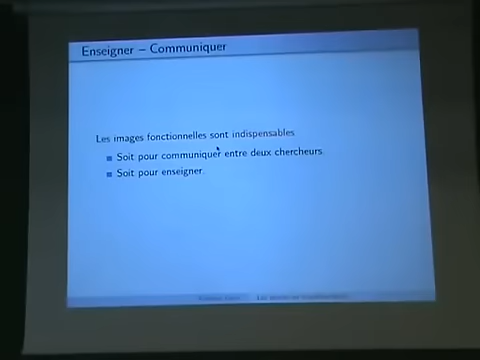 Enseigner – Communiquer
Les images fonctionnelles sont indispensables
Soit pour communiquer entre deux chercheurs.
Soit pour enseigner.